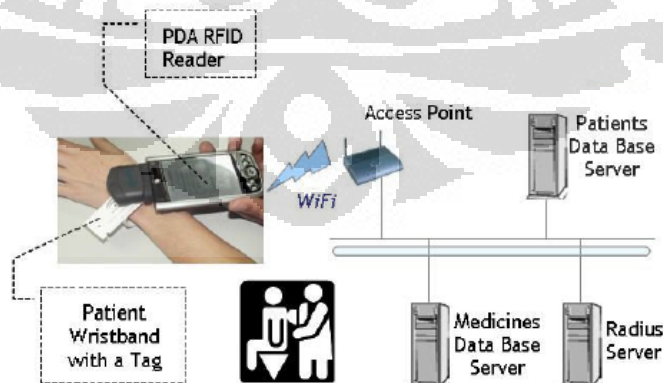 PDA RFID
Reader
Access Point
Patients
Data Base
Server
WiFi
Patient
Wristband
with a Tag
Medicines
Data Base
Server
Radius
Server